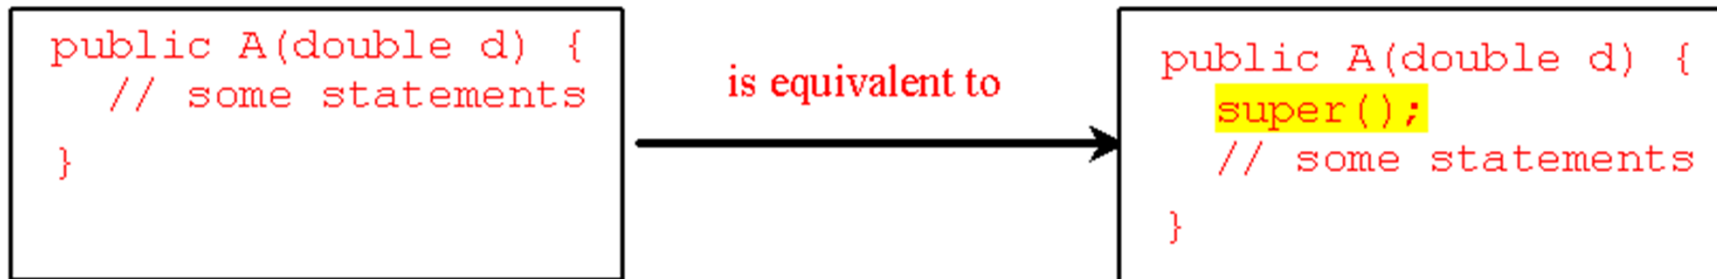 public A(double d) {
// some statements
}
is equivalent to
public A(double d) {
super();
// some statements
}